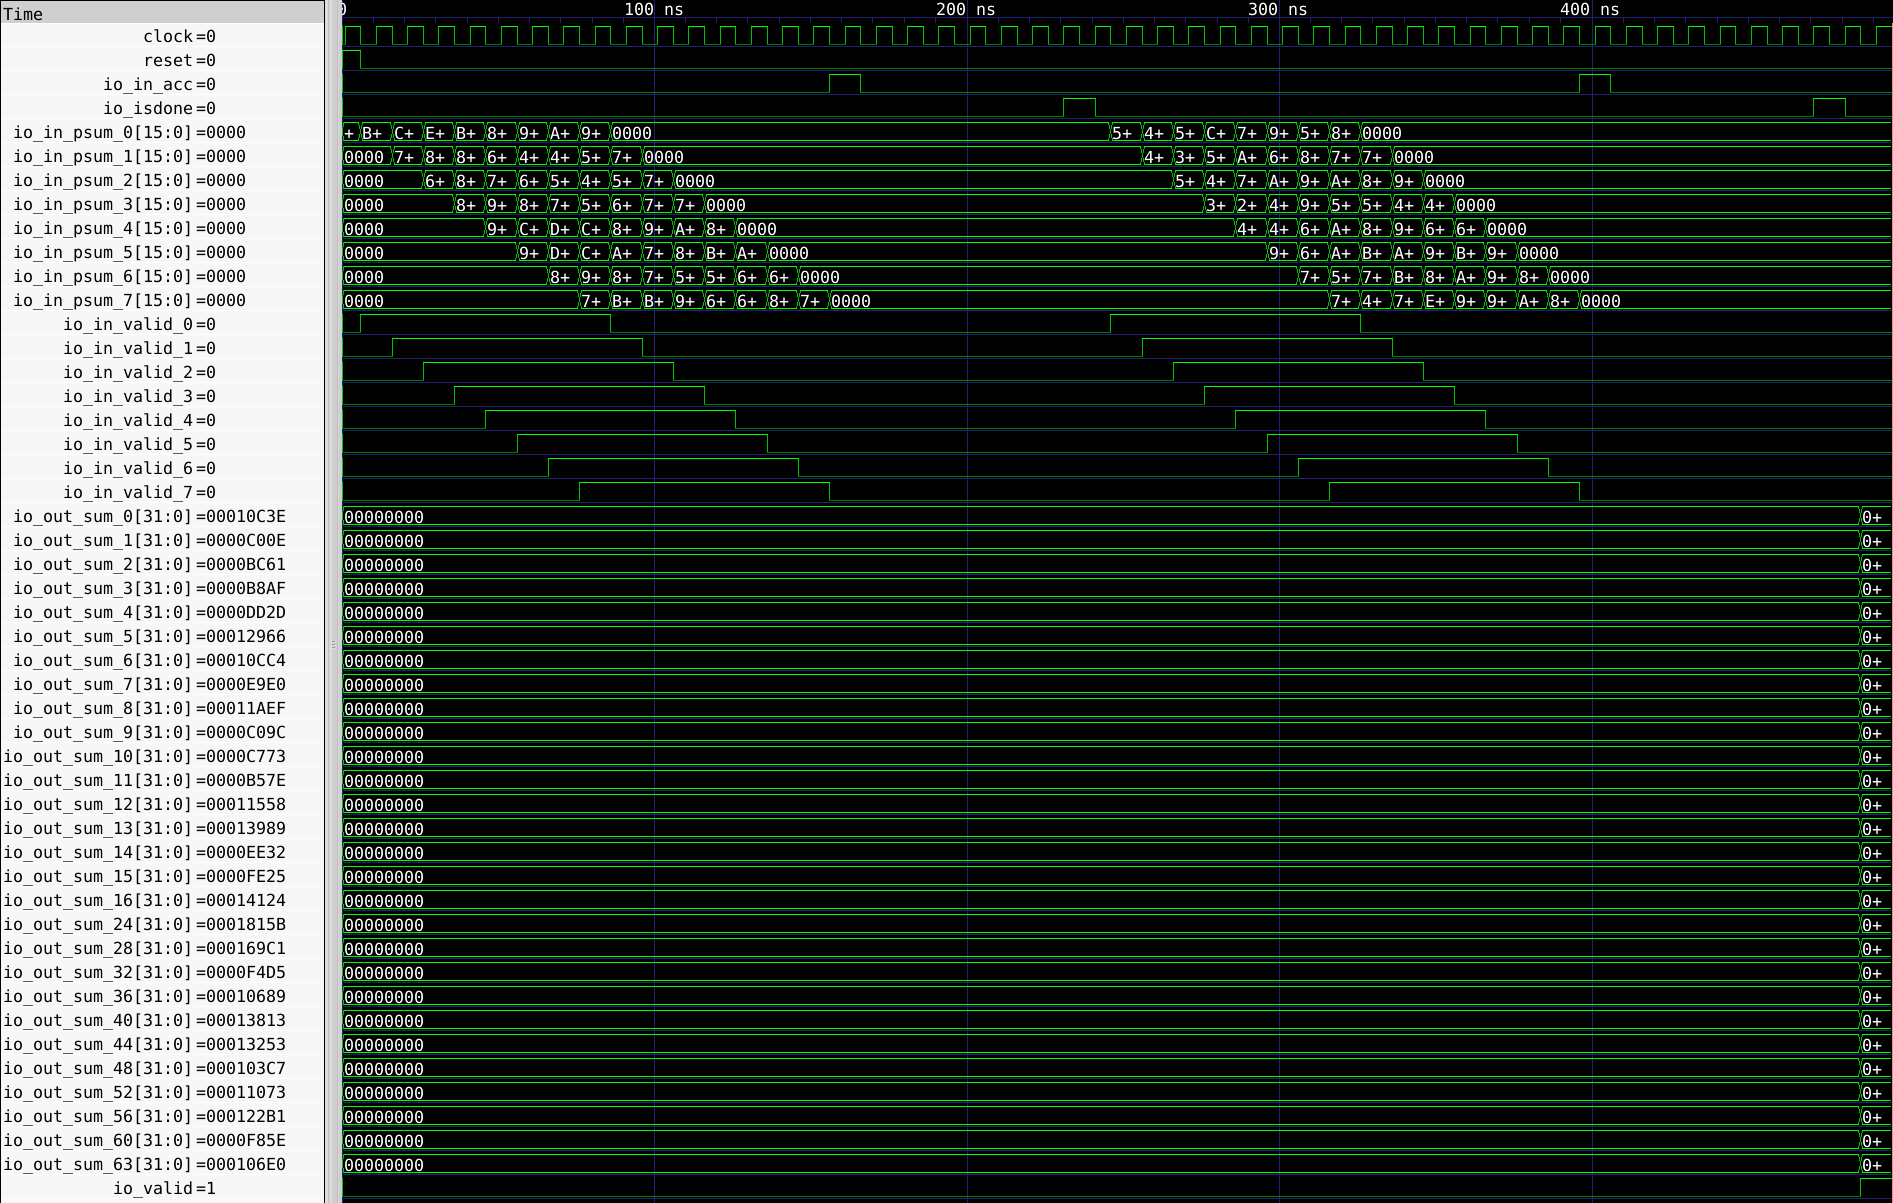 Time 0 100 ns 200 ns 300 ns 400 ns
clock=0
reset=0
io_in_acc=0
io_isdone=0
io_in_psum_0[15:0]=0000 + B+ C+ E+ B+ 8+ 9+ A+ 9+ 0000 5+ 4+ 5+ C+ 7+ 9+ 5+ 8+ 0000
io_in_psum_1[15:0]=0000 0000 7+ 8+ 8+ 6+ 4+ 4+ 5+ 7+ 0000 4+ 3+ 5+ A+ 6+ 8+ 7+ 7+ 0000
io_in_psum_2[15:0]=0000 0000 6+ 8+ 7+ 6+ 5+ 4+ 5+ 7+ 0000 5+ 4+ 7+ A+ 9+ A+ 8+ 9+ 0000
io_in_psum_3[15:0]=0000 0000 8+ 9+ 8+ 7+ 5+ 6+ 7+ 7+ 0000 3+ 2+ 4+ 9+ 5+ 5+ 4+ 4+ 0000
io_in_psum_4[15:0]=0000 0000 9+ C+ D+ C+ 8+ 9+ A+ 8+ 0000 4+ 4+ 6+ A+ 8+ 9+ 6+ 6+ 0000
io_in_psum_5[15:0]=0000 0000 9+ D+ C+ A+ 7+ 8+ B+ A+ 0000 9+ 6+ A+ B+ A+ 9+ B+ 9+ 0000
io_in_psum_6[15:0]=0000 0000 8+ 9+ 8+ 7+ 5+ 5+ 6+ 6+ 0000 7+ 5+ 7+ B+ 8+ A+ 9+ 8+ 0000
io_in_psum_7[15:0]=0000 0000 7+ B+ B+ 9+ 6+ 6+ 8+ 7+ 0000 7+ 4+ 7+ E+ 9+ 9+ A+ 8+ 0000
io_in_valid_0=0
io_in_valid_1=0
io_in_valid_2=0
io_in_valid_3=0
io_in_valid_4=0
io_in_valid_5=0
io_in_valid_6=0
io_in_valid_7=0
io_out_sum_0[31:0]=00010C3E 00000000 0+
io_out_sum_1[31:0]=0000C00E 00000000 0+
io_out_sum_2[31:0]=0000BC61 00000000 0+
io_out_sum_3[31:0]=0000B8AF 00000000 0+
io_out_sum_4[31:0]=0000DD2D 00000000 0+
io_out_sum_5[31:0]=00012966 00000000 0+
io_out_sum_6[31:0]=00010CC4 00000000 0+
io_out_sum_7[31:0]=0000E9E0 00000000 0+
io_out_sum_8[31:0]=00011AEF 00000000 0+
io_out_sum_9[31:0]=0000C09C 00000000 0+
io_out_sum_10[31:0]=0000C773 00000000 0+
io_out_sum_11[31:0]=0000B57E 00000000 0+
io_out_sum_12[31:0]=00011558 00000000 0+
io_out_sum_13[31:0]=00013989 00000000 0+
io_out_sum_14[31:0]=0000EE32 00000000 0+
io_out_sum_15[31:0]=0000FE25 00000000 0+
io_out_sum_16[31:0]=00014124 00000000 0+
io_out_sum_24[31:0]=0001815B 00000000 0+
io_out_sum_28[31:0]=000169C1 00000000 0+
io_out_sum_32[31:0]=0000F4D5 00000000 0+
io_out_sum_36[31:0]=00010689 00000000 0+
io_out_sum_40[31:0]=00013813 00000000 0+
io_out_sum_44[31:0]=00013253 00000000 0+
io_out_sum_48[31:0]=000103C7 00000000 0+
io_out_sum_52[31:0]=00011073 00000000 0+
io_out_sum_56[31:0]=000122B1 00000000 0+
io_out_sum_60[31:0]=0000F85E 00000000 0+
io_out_sum_63[31:0]=000106E0 00000000 0+
io_valid=1